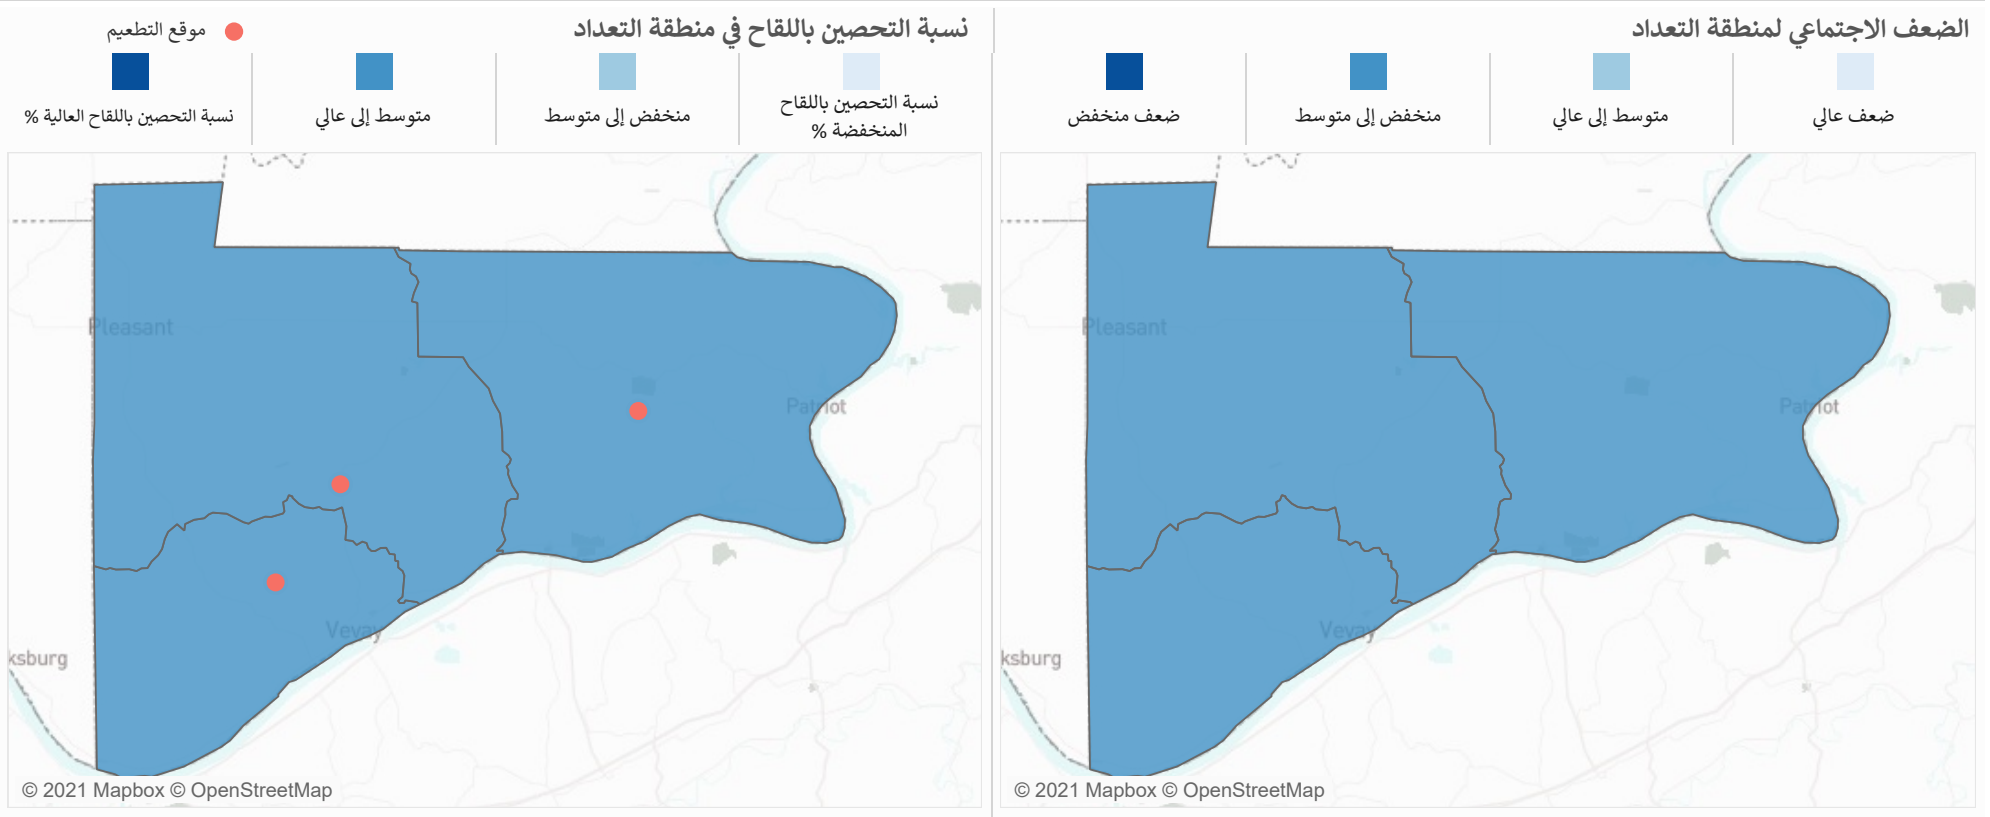 الضعف الاجتماعي لمنطقة التعداد
ضعف عالي
متوسط إلى عالي
منخفض إلى متوسط
ضعف منخفض
Pleasant
Patriot
Vevay
ksburg
© 2021 Mapbox © OpenStreetMap
نسبة التحصين باللقاح في منطقة التعداد
موقع التطعيم
نسبة التحصين باللقاح
المنخفضة %
منخفض إلى متوسط
متوسط إلى عالي
نسبة التحصين باللقاح العالية %
Pleasant
Patriot
Vevay
ksburg
© 2021 Mapbox © OpenStreetMap